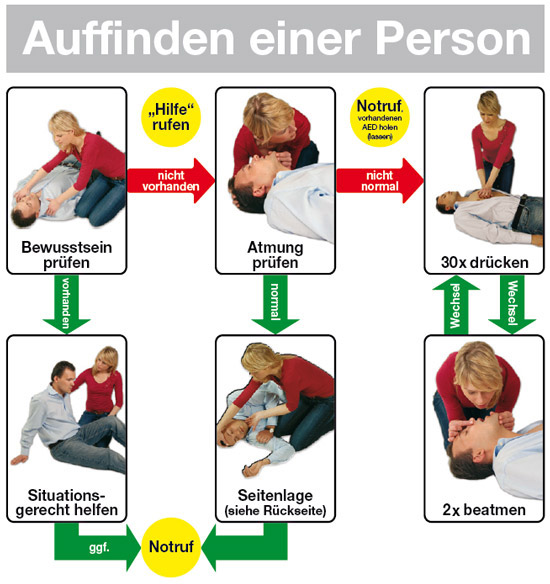 Auffinden einer Person
„Hilfe“
rufen
Notruf,
vorhandenen
AED holen
(lassen)
nicht
vorhanden
nicht
normal
Bewusstsein
prüfen
Atmung
prüfen
30x drücken
vorhanden
normal
Wechsel
Wechsel
Situations-
gerecht helfen
Seitenlage
(siehe Rückseite)
2x beatmen
ggf.
Notruf